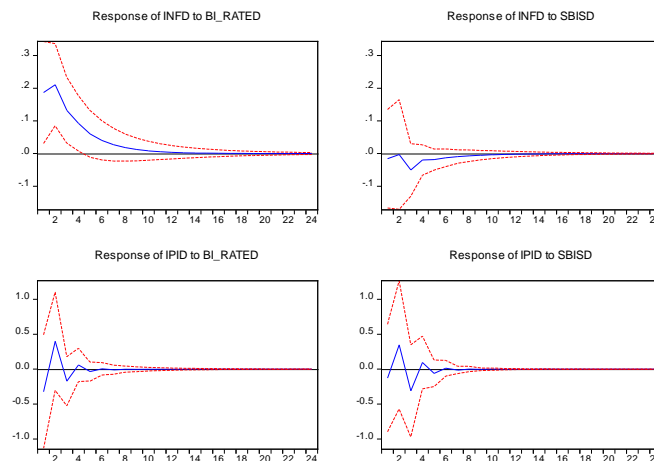 Response of INFD to BI_RATED
.3
.2
.1
.0
-.1
2 4 6 8 10 12 14 16 18 20 22 24
Response of INFD to SBISD
.3
.2
.1
.0
-.1
2 4 6 8 10 12 14 16 18 20 22 24
Response of IPID to BI_RATED
1.0
0.5
0.0
-0.5
-1.0
2 4 6 8 10 12 14 16 18 20 22 24
Response of IPID to SBISD
1.0
0.5
0.0
-0.5
-1.0
2 4 6 8 10 12 14 16 18 20 22 24